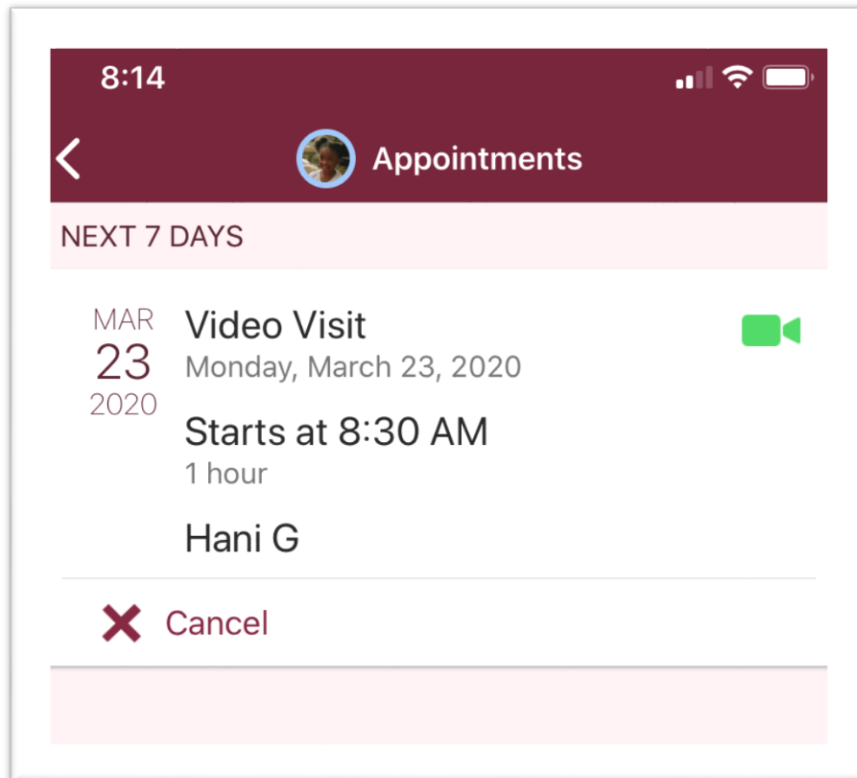 8:14
Appointments
NEXT 7 DAYS
MAR
23
2020
Video Visit
Monday, March 23, 2020
Starts at 8:30 AM
1 hour
Hani G
Cancel